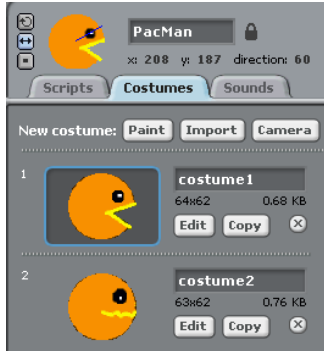 PacMan
x: 208 y: 187 direction: 60
Scripts Costumes Sounds
New costume: Paint Import Camera
1
costume1
64x62 0.68 KB
Edit Copy
2
costume2
63x62 0.76 KB
Edit Copy